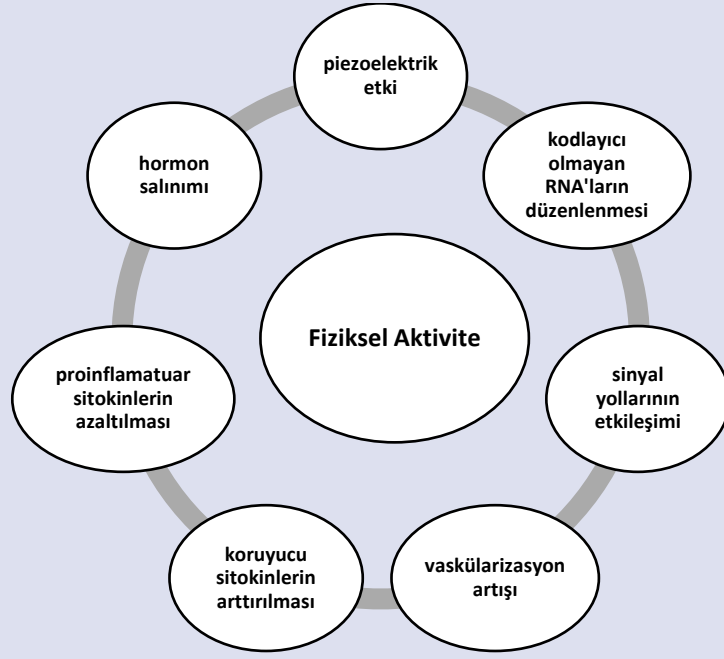 piezoelektrik
etki
kodlayıcı
olmayan
RNA'ların
düzenlenmesi
sinyal
yollarının
etkileşimi
vaskülarizasyon
artışı
koruyucu
sitokinlerin
arttırılması
proinflamatuar
sitokinlerin
azaltılması
hormon
salınımı
Fiziksel Aktivite